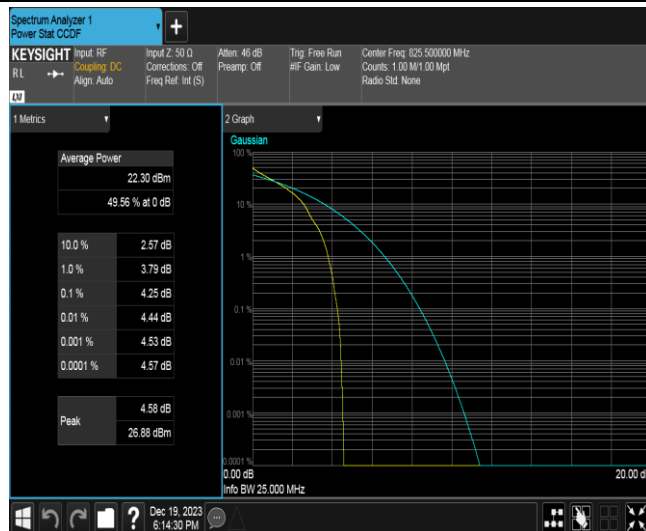 Spectrum Analyzer 1
Power Stat CCDF
+
KEYSIGHT
RL
LXI
Input: RF
Coupling: DC
Align: Auto
Input Z: 50 Ω
Corrections: Off
Freq Ref: Int (S)
Atten: 46 dB
Preamp: Off
Trig: Free Run
#IF Gain: Low
Center Freq: 825.500000 MHz
Counts: 1.00 M/1.00 Mpt
Radio Std: None
1 Metrics
Average Power
22.30 dBm
49.56 % at 0 dB
10.0 % 2.57 dB
1.0 % 3.79 dB
0.1 % 4.25 dB
0.01 % 4.44 dB
0.001 % 4.53 dB
0.0001 % 4.57 dB
Peak
4.58 dB
26.88 dBm
2 Graph
Gaussian
100 %
10 %
1 %
0.1 %
0.01 %
0.001 %
0.0001 %
0.00 dB 20.00 d
Info BW 25.000 MHz
?
Dec 19, 2023
6:14:30 PM